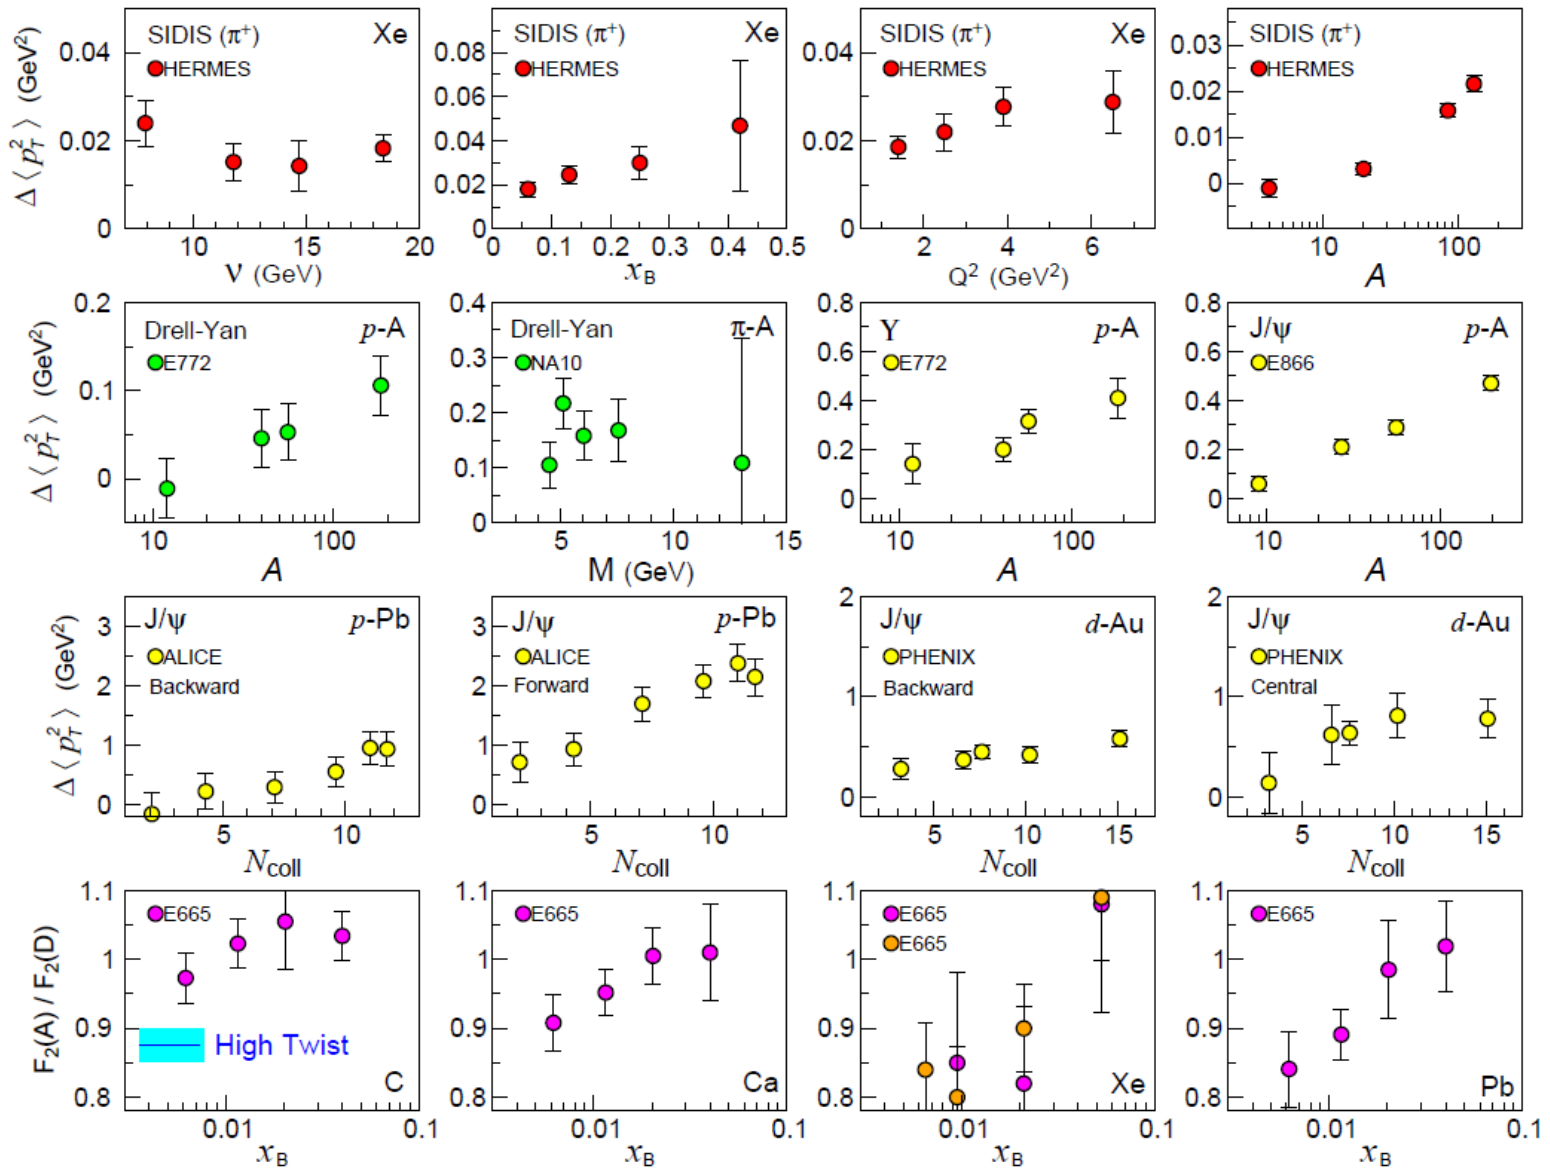 SIDIS (π⁺) Xe
HERMES
Δ⟨p_T²⟩ (GeV²)
0.04
0.02
0
10 15 20
ν (GeV)
SIDIS (π⁺) Xe
HERMES
0.08
0.06
0.04
0.02
0
0 0.1 0.2 0.3 0.4 0.5
x_B
SIDIS (π⁺) Xe
HERMES
0.04
0.02
0
2 4 6
Q² (GeV²)
SIDIS (π⁺)
HERMES
0.03
0.02
0.01
0
10 100
A
Drell-Yan p-A
E772
Δ⟨p_T²⟩ (GeV²)
0.2
0.1
0
10 100
A
Drell-Yan π-A
NA10
0.4
0.3
0.2
0.1
0
5 10 15
M (GeV)
Υ p-A
E772
0.8
0.6
0.4
0.2
0
10 100
A
J/ψ p-A
E866
0.8
0.6
0.4
0.2
0
10 100
A
J/ψ p-Pb
ALICE
Backward
Δ⟨p_T²⟩ (GeV²)
3
2
1
0
5 10
N_coll
J/ψ p-Pb
ALICE
Forward
3
2
1
0
5 10
N_coll
J/ψ d-Au
PHENIX
Backward
2
1
0
5 10 15
N_coll
J/ψ d-Au
PHENIX
Central
2
1
0
5 10 15
N_coll
E665
F₂(A) / F₂(D)
1.1
1
0.9
0.8
High Twist
C
0.01 0.1
x_B
E665
1.1
1
0.9
0.8
Ca
0.01 0.1
x_B
E665
E665
1.1
1
0.9
0.8
Xe
0.01 0.1
x_B
E665
1.1
1
0.9
0.8
Pb
0.01 0.1
x_B